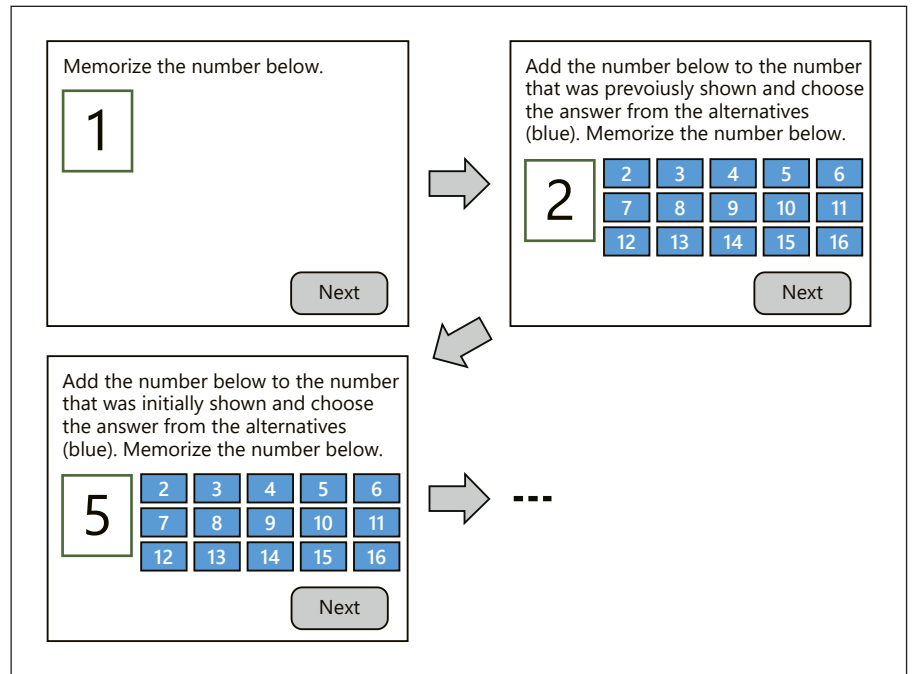 Memorize the number below.
1
Next
Add the number below to the number
that was prevoiusly shown and choose
the answer from the alternatives
(blue). Memorize the number below.
2
2 3 4 5 6
7 8 9 10 11
12 13 14 15 16
Next
Add the number below to the number
that was initially shown and choose
the answer from the alternatives
(blue). Memorize the number below.
5
2 3 4 5 6
7 8 9 10 11
12 13 14 15 16
Next
---